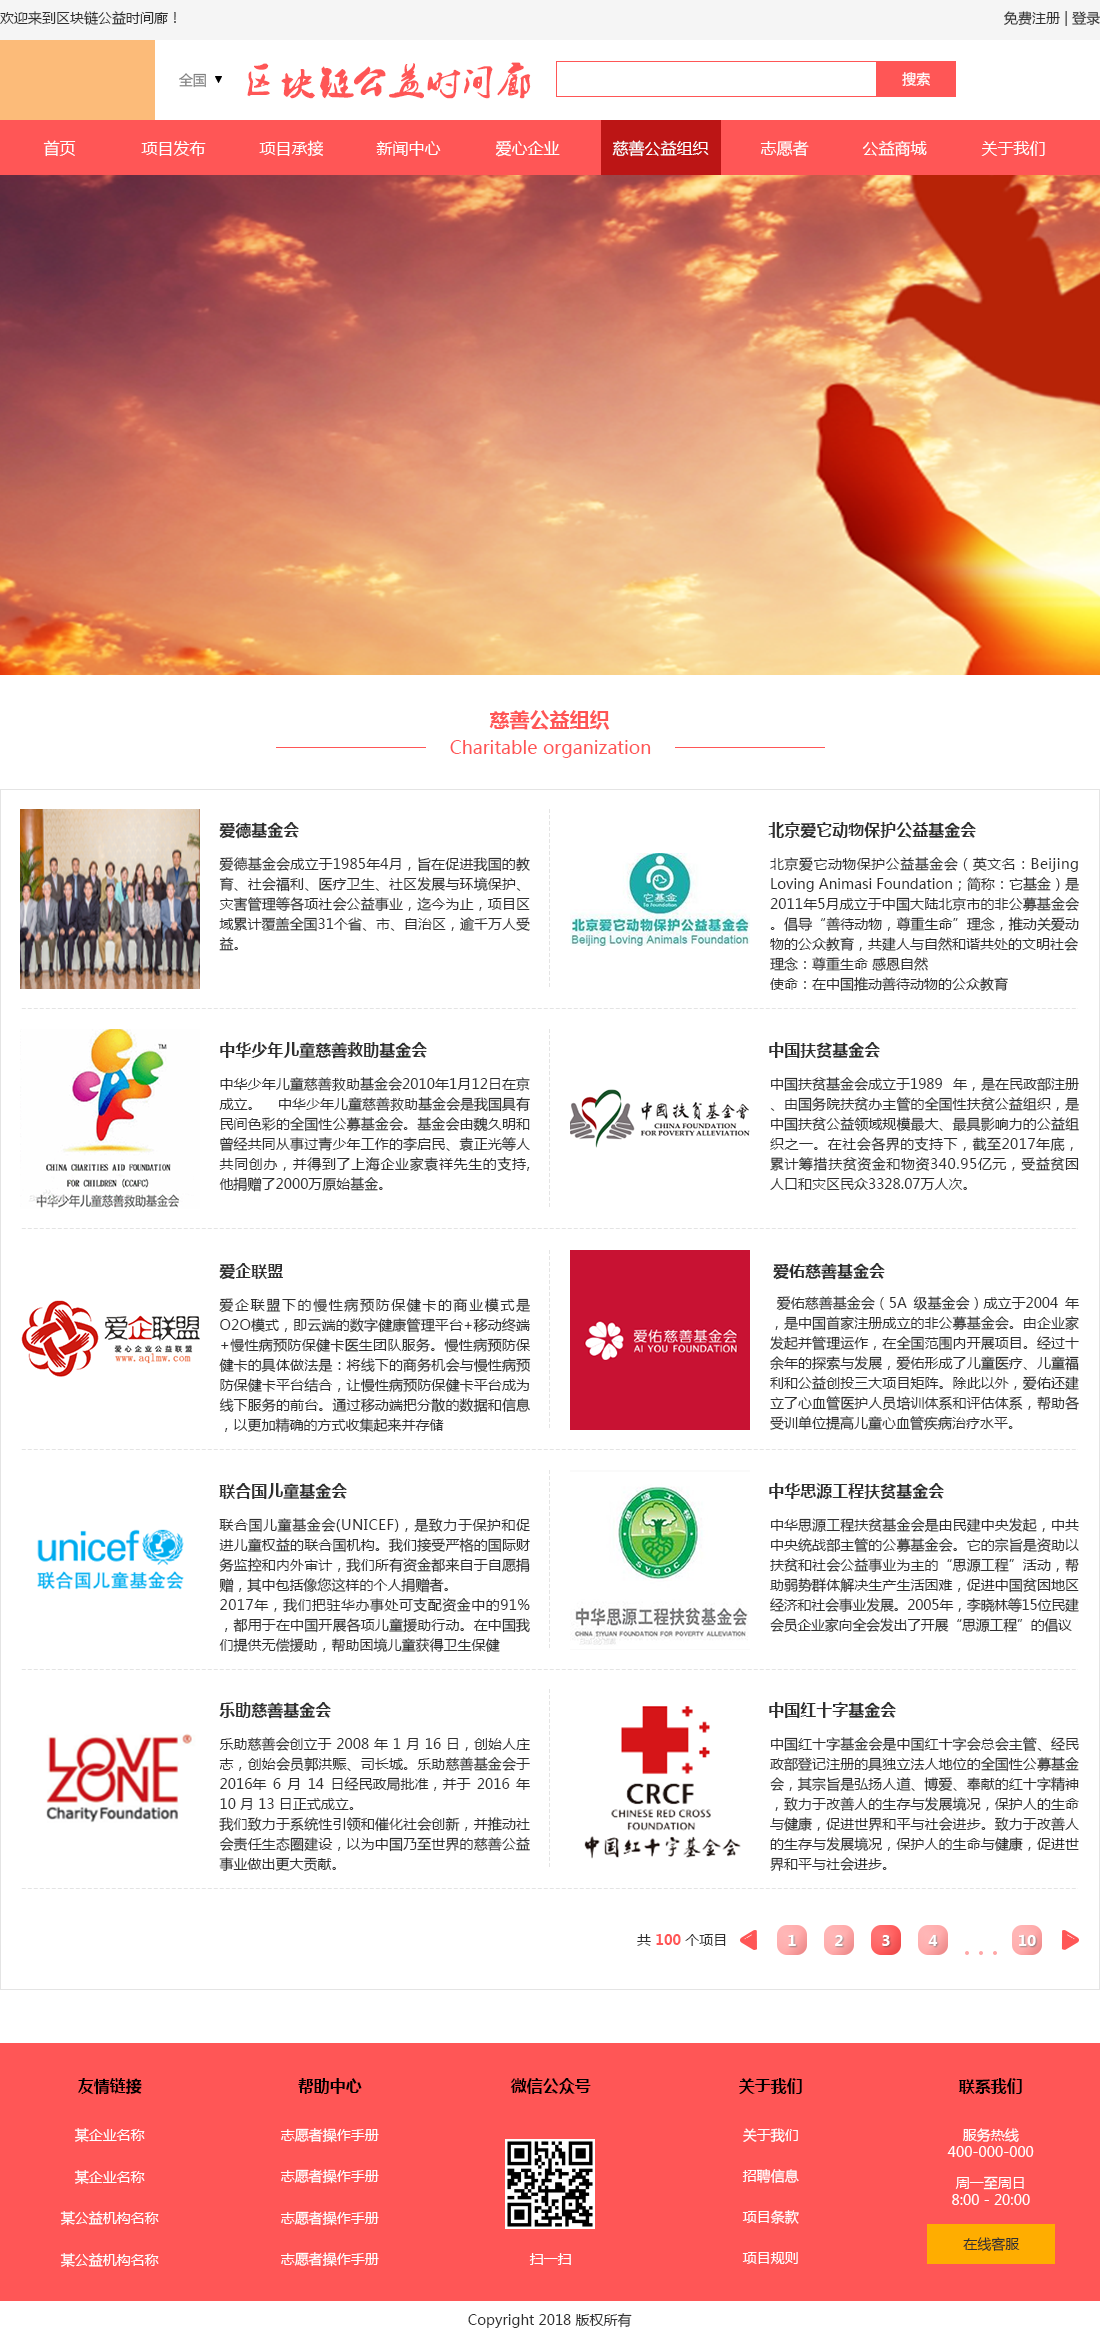 欢迎来到区块链公益时间廊！
免费注册 | 登录
全国 ▼
区块链公益时间廊
搜索
首页
项目发布
项目承接
新闻中心
爱心企业
慈善公益组织
志愿者
公益商城
关于我们
慈善公益组织
Charitable organization
爱德基金会
爱德基金会成立于1985年4月，旨在促进我国的教
育、社会福利、医疗卫生、社区发展与环境保护、
灾害管理等各项社会公益事业，迄今为止，项目区
域累计覆盖全国31个省、市、自治区，逾千万人受
益。
它基金
北京爱它动物保护公益基金会
Beijing Loving Animals Foundation
北京爱它动物保护公益基金会
北京爱它动物保护公益基金会（英文名：Beijing
Loving Animasi Foundation；简称：它基金）是
2011年5月成立于中国大陆北京市的非公募基金会
。倡导“善待动物，尊重生命”理念，推动关爱动
物的公众教育，共建人与自然和谐共处的文明社会
理念：尊重生命 感恩自然
使命：在中国推动善待动物的公众教育
TM
CHINA CHARITIES AID FOUNDATION
FOR CHILDREN (CCAFC)
中华少年儿童慈善救助基金会
中华少年儿童慈善救助基金会
中华少年儿童慈善救助基金会2010年1月12日在京
成立。 中华少年儿童慈善救助基金会是我国具有
民间色彩的全国性公募基金会。基金会由魏久明和
曾经共同从事过青少年工作的李启民、袁正光等人
共同创办，并得到了上海企业家袁祥先生的支持,
他捐赠了2000万原始基金。
中国扶贫基金會
CHINA FOUNDATION
FOR POVERTY ALLEVIATION
中国扶贫基金会
中国扶贫基金会成立于1989 年，是在民政部注册
、由国务院扶贫办主管的全国性扶贫公益组织，是
中国扶贫公益领域规模最大、最具影响力的公益组
织之一。在社会各界的支持下，截至2017年底，
累计筹措扶贫资金和物资340.95亿元，受益贫困
人口和灾区民众3328.07万人次。
爱企联盟
爱心企业公益联盟
www.aqlmw.com
爱企联盟
爱企联盟下的慢性病预防保健卡的商业模式是
O2O模式，即云端的数字健康管理平台+移动终端
+慢性病预防保健卡医生团队服务。慢性病预防保
健卡的具体做法是：将线下的商务机会与慢性病预
防保健卡平台结合，让慢性病预防保健卡平台成为
线下服务的前台。通过移动端把分散的数据和信息
，以更加精确的方式收集起来并存储
爱佑慈善基金会
AI YOU FOUNDATION
爱佑慈善基金会
爱佑慈善基金会（5A 级基金会）成立于2004 年
，是中国首家注册成立的非公募基金会。由企业家
发起并管理运作，在全国范围内开展项目。经过十
余年的探索与发展，爱佑形成了儿童医疗、儿童福
利和公益创投三大项目矩阵。除此以外，爱佑还建
立了心血管医护人员培训体系和评估体系，帮助各
受训单位提高儿童心血管疾病治疗水平。
unicef
联合国儿童基金会
联合国儿童基金会
联合国儿童基金会(UNICEF)，是致力于保护和促
进儿童权益的联合国机构。我们接受严格的国际财
务监控和内外审计，我们所有资金都来自于自愿捐
赠，其中包括像您这样的个人捐赠者。
2017年，我们把驻华办事处可支配资金中的91%
，都用于在中国开展各项儿童援助行动。在中国我
们提供无偿援助，帮助困境儿童获得卫生保健
思源工程
SYGOC
中华思源工程扶贫基金会
CHINA SIYUAN FOUNDATION FOR POVERTY ALLEVIATION
中华思源工程扶贫基金会
中华思源工程扶贫基金会是由民建中央发起，中共
中央统战部主管的公募基金会。它的宗旨是资助以
扶贫和社会公益事业为主的“思源工程”活动，帮
助弱势群体解决生产生活困难，促进中国贫困地区
经济和社会事业发展。2005年，李晓林等15位民建
会员企业家向全会发出了开展“思源工程”的倡议
LOVE
ZONE
®
Charity Foundation
乐助慈善基金会
乐助慈善会创立于 2008 年 1 月 16 日，创始人庄
志，创始会员郭洪赈、司长城。乐助慈善基金会于
2016年 6 月 14 日经民政局批准，并于 2016 年
10 月 13 日正式成立。
我们致力于系统性引领和催化社会创新，并推动社
会责任生态圈建设，以为中国乃至世界的慈善公益
事业做出更大贡献。
CRCF
CHINESE RED CROSS
FOUNDATION
中国红十字基金会
中国红十字基金会
中国红十字基金会是中国红十字会总会主管、经民
政部登记注册的具独立法人地位的全国性公募基金
会，其宗旨是弘扬人道、博爱、奉献的红十字精神
，致力于改善人的生存与发展境况，保护人的生命
与健康，促进世界和平与社会进步。致力于改善人
的生存与发展境况，保护人的生命与健康，促进世
界和平与社会进步。
共 100 个项目
1
2
3
4
. . .
10
友情链接
某企业名称
某企业名称
某公益机构名称
某公益机构名称
帮助中心
志愿者操作手册
志愿者操作手册
志愿者操作手册
志愿者操作手册
微信公众号
扫一扫
关于我们
关于我们
招聘信息
项目条款
项目规则
联系我们
服务热线
400-000-000
周一至周日
8:00 - 20:00
在线客服
Copyright 2018 版权所有